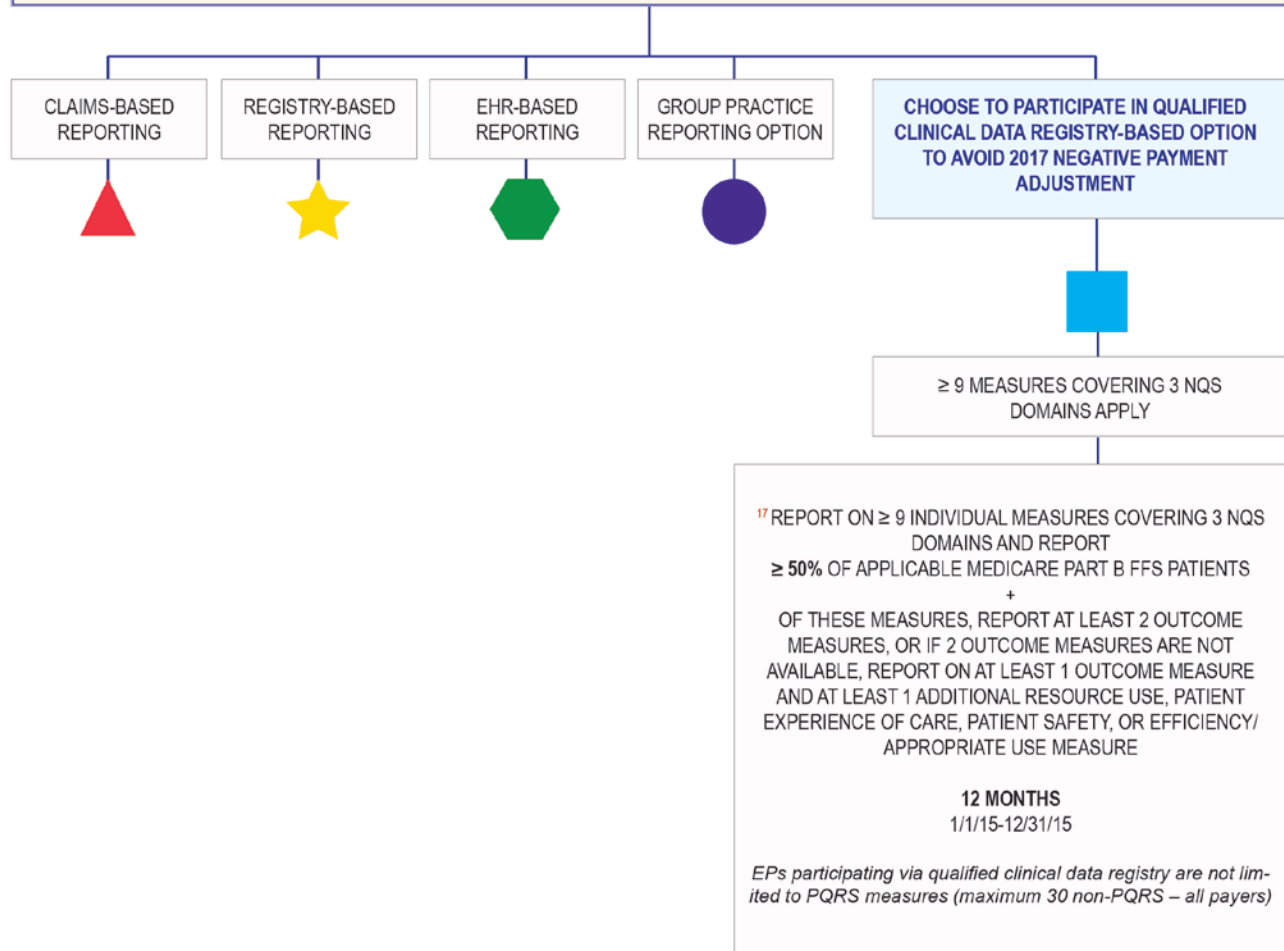 CLAIMS-BASED
REPORTING
REGISTRY-BASED
REPORTING
EHR-BASED
REPORTING
GROUP PRACTICE
REPORTING OPTION
CHOOSE TO PARTICIPATE IN QUALIFIED
CLINICAL DATA REGISTRY-BASED OPTION
TO AVOID 2017 NEGATIVE PAYMENT
ADJUSTMENT
≥ 9 MEASURES COVERING 3 NQS
DOMAINS APPLY
17 REPORT ON ≥ 9 INDIVIDUAL MEASURES COVERING 3 NQS
DOMAINS AND REPORT
≥ 50% OF APPLICABLE MEDICARE PART B FFS PATIENTS
+
OF THESE MEASURES, REPORT AT LEAST 2 OUTCOME
MEASURES, OR IF 2 OUTCOME MEASURES ARE NOT
AVAILABLE, REPORT ON AT LEAST 1 OUTCOME MEASURE
AND AT LEAST 1 ADDITIONAL RESOURCE USE, PATIENT
EXPERIENCE OF CARE, PATIENT SAFETY, OR EFFICIENCY/
APPROPRIATE USE MEASURE
12 MONTHS
1/1/15-12/31/15
EPs participating via qualified clinical data registry are not lim-
ited to PQRS measures (maximum 30 non-PQRS – all payers)